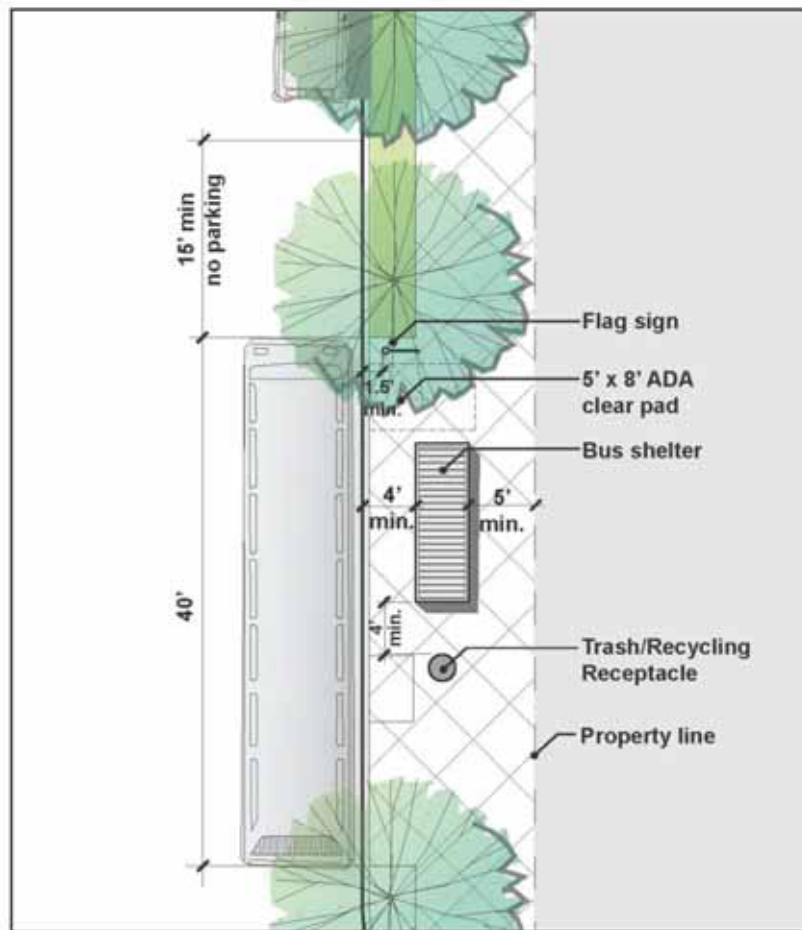 15' min
no parking
Flag sign
1.5'
min.
5' x 8' ADA
clear pad
Bus shelter
4'
min.
5'
min.
40'
4'
min.
Trash/Recycling
Receptacle
Property line